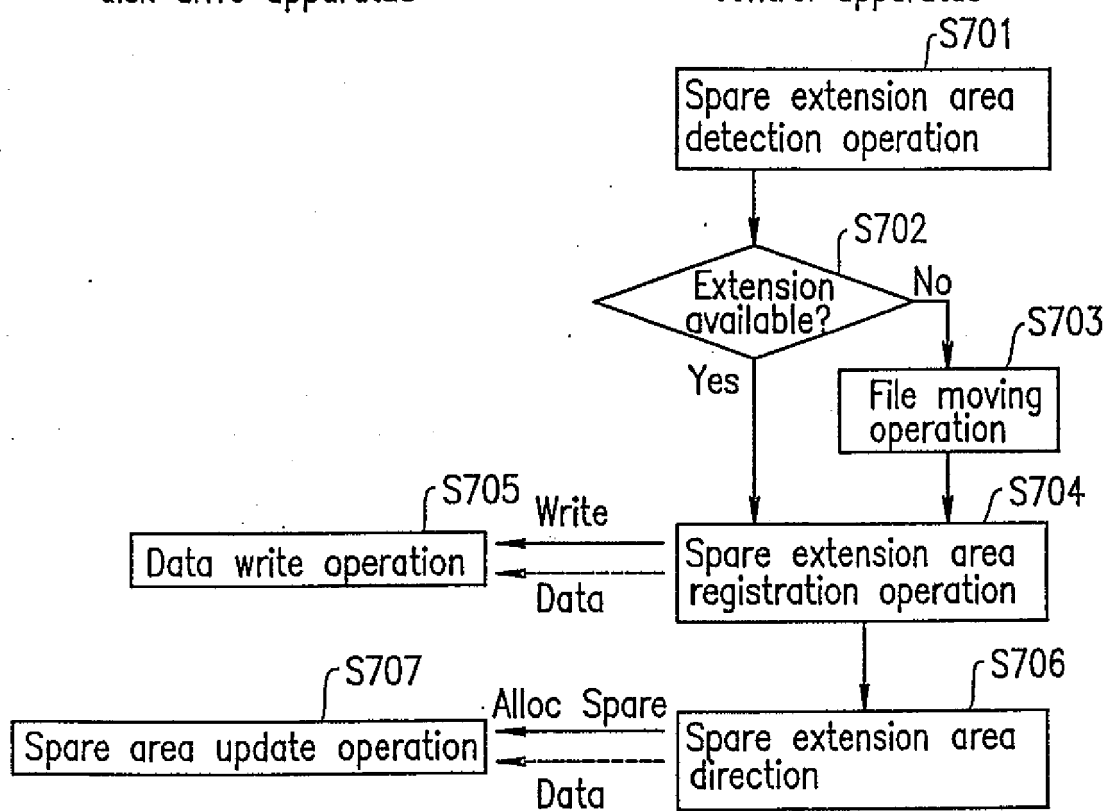 S701
Spare extension area
detection operation
S702
Extension
available?
No
Yes
S703
File moving
operation
S705
Write
S704
Data write operation
Data
Spare extension area
registration operation
S707
Alloc Spare
S706
Spare area update operation
Data
Spare extension area
direction